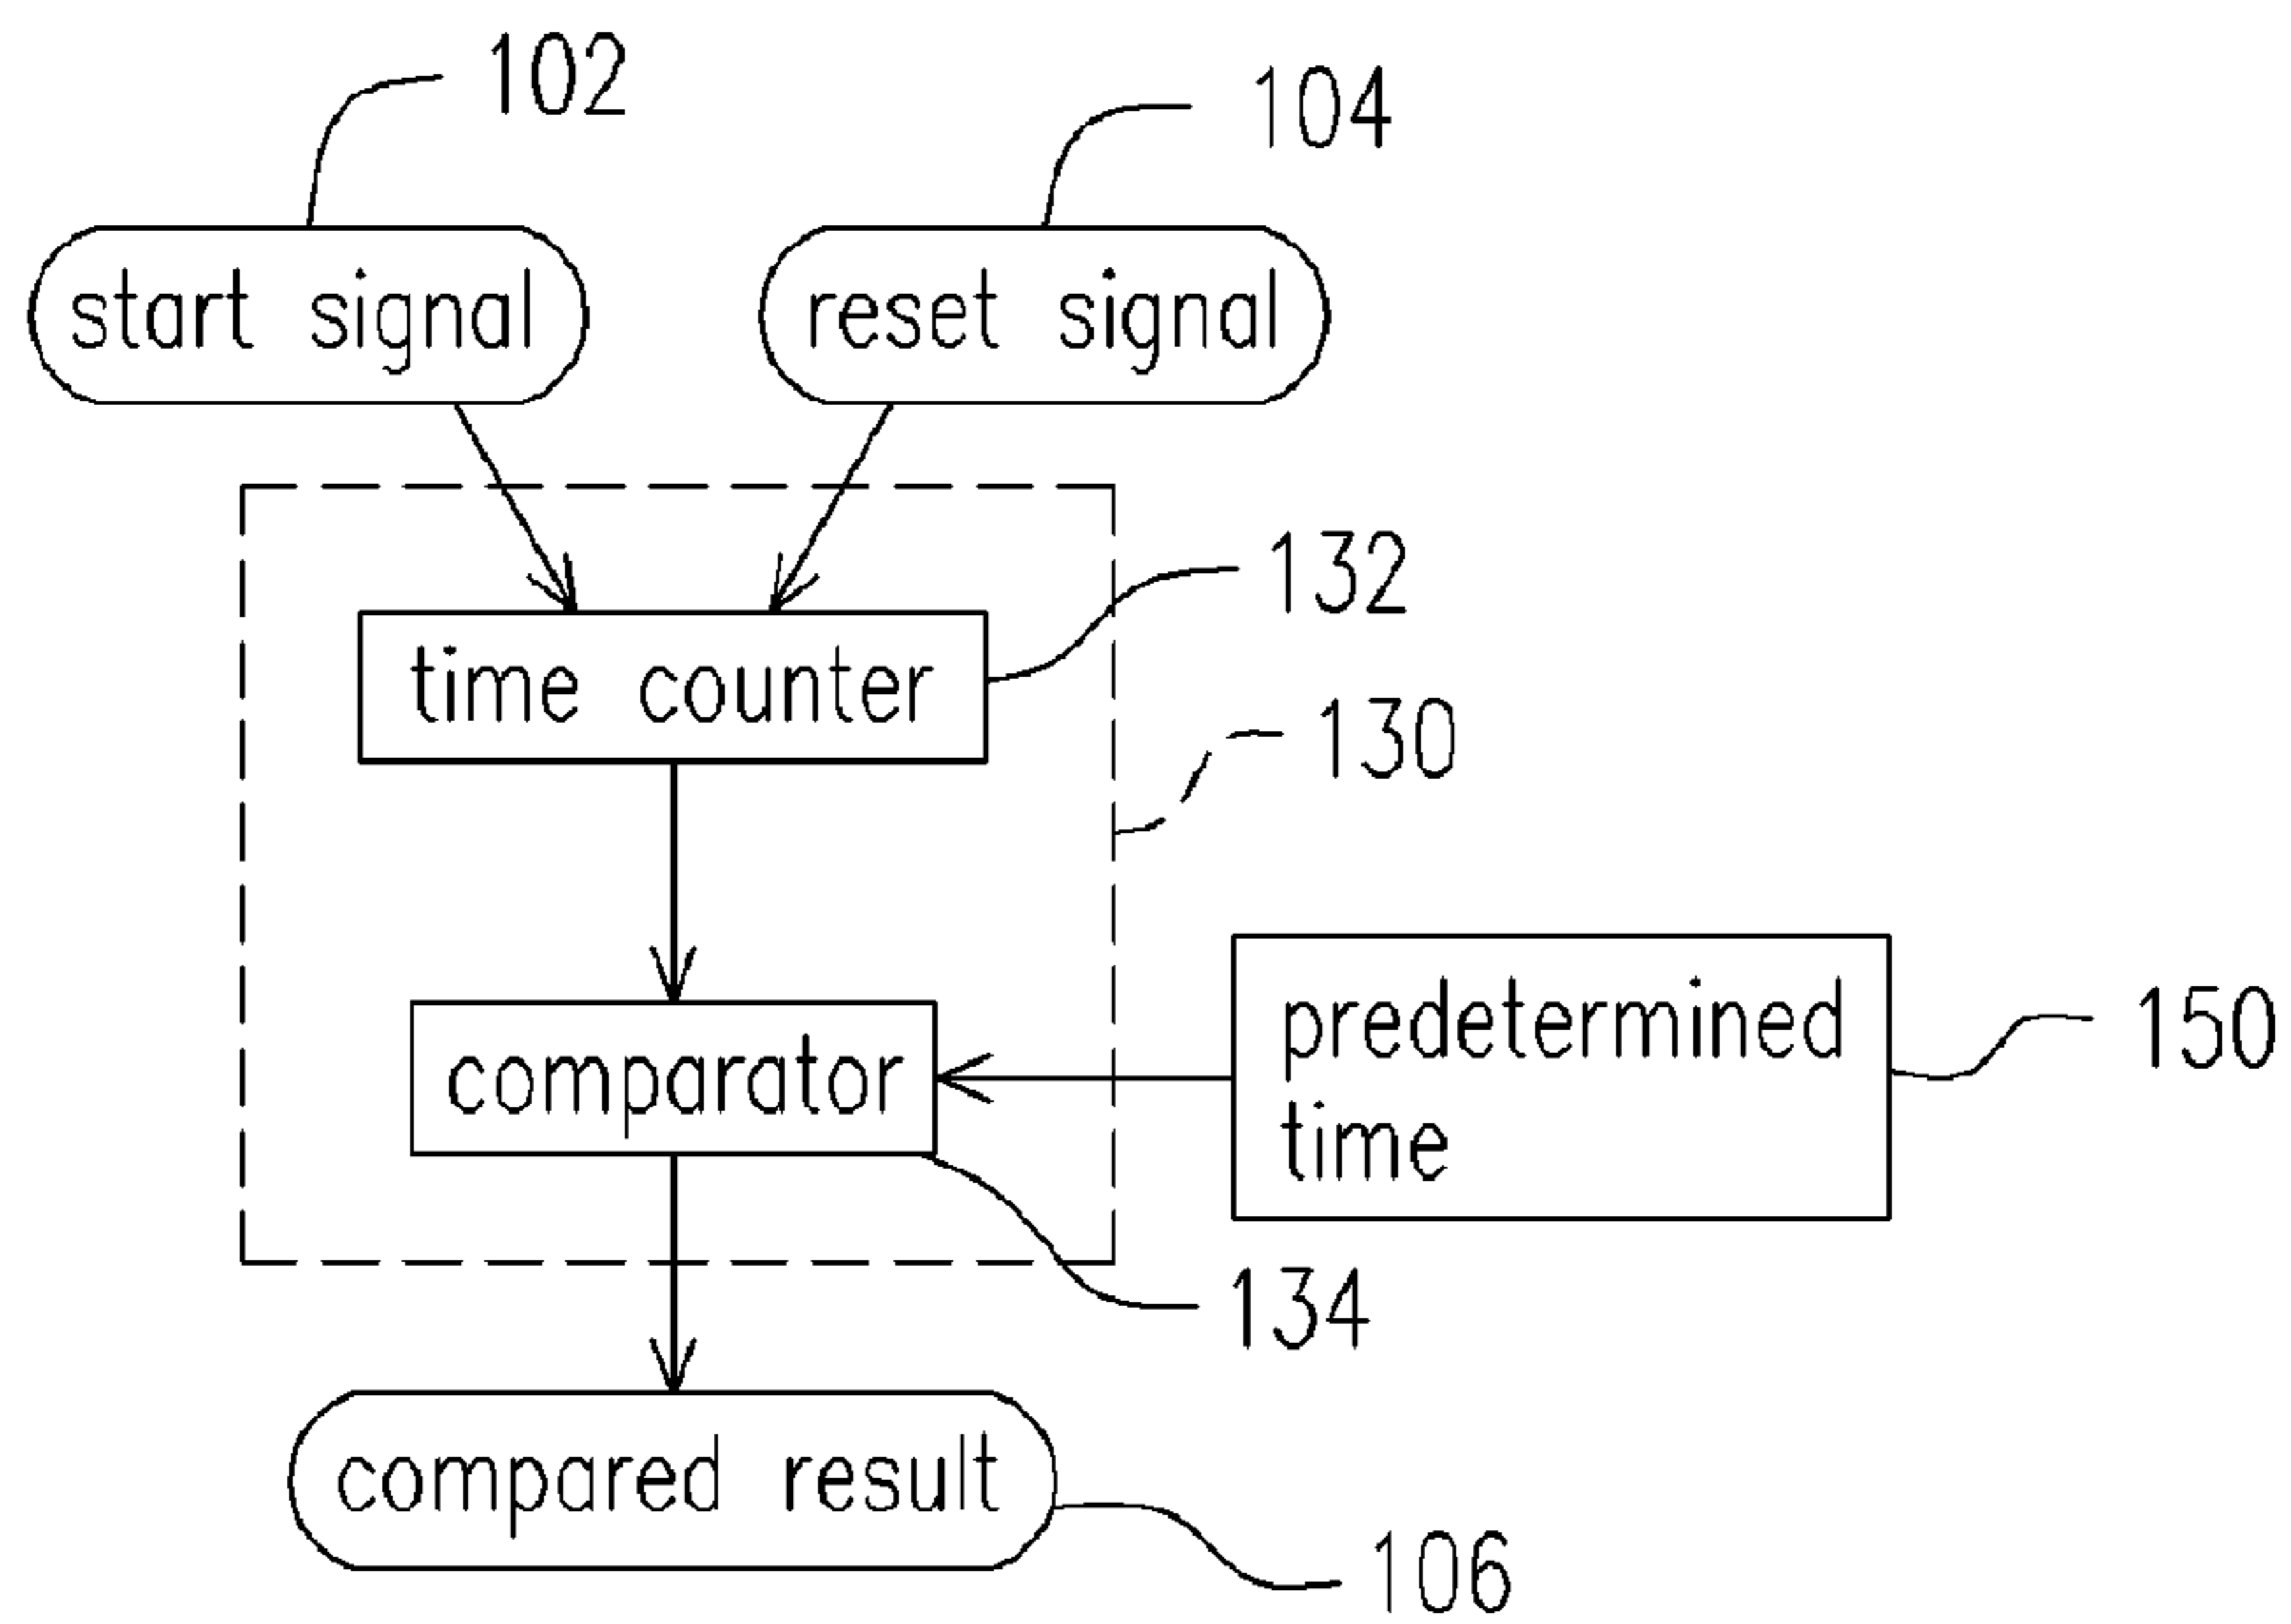 102
104
start signal
reset signal
132
time counter
130
predetermined
time
150
comparator
134
compared result
106